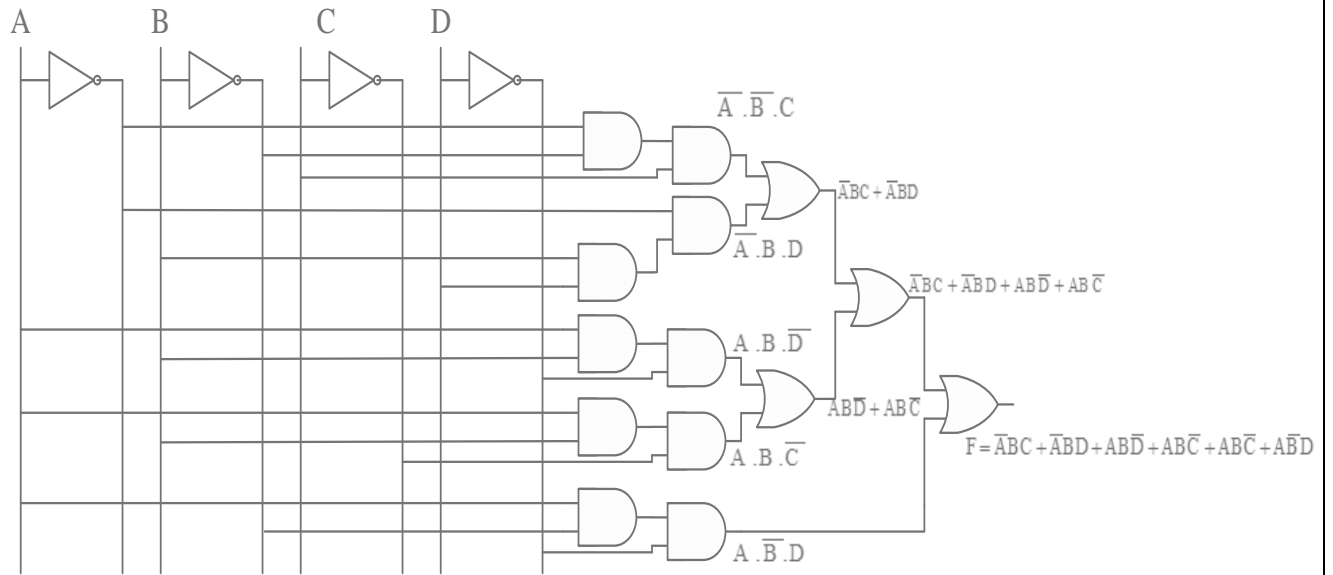 A B C D
A̅ .B̅ .C
A̅BC + A̅BD
A̅ .B .D
A̅BC + A̅BD + ABD̅ + ABC̅
A .B .D̅
ABD̅ + ABC̅
F = A̅BC + A̅BD + ABD̅ + ABC̅ + ABC̅ + AB̅D
A .B .C̅
A .B̅ .D